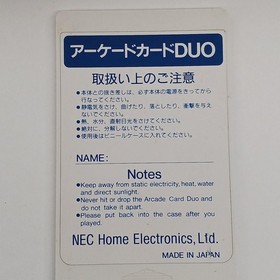 アーケードカードDUO
取扱い上のご注意
●本体との抜き差しは、必ず本体の電源をきってから
行なってください。
●静電気をさけ、曲げたり、落としたり、衝撃を与え
ないでください。
●熱、水分、直射日光をさけてください。
●絶対に、分解しないでください。
●使用後はビニールケースに入れてください。
NAME:
Notes
●Keep away from static electricity, heat, water
and direct sunlight.
●Never hit or drop the Arcade Card Duo and
do not take it apart.
●Please put back into the case after you
played.
NEC Home Electronics, Ltd.
MADE IN JAPAN